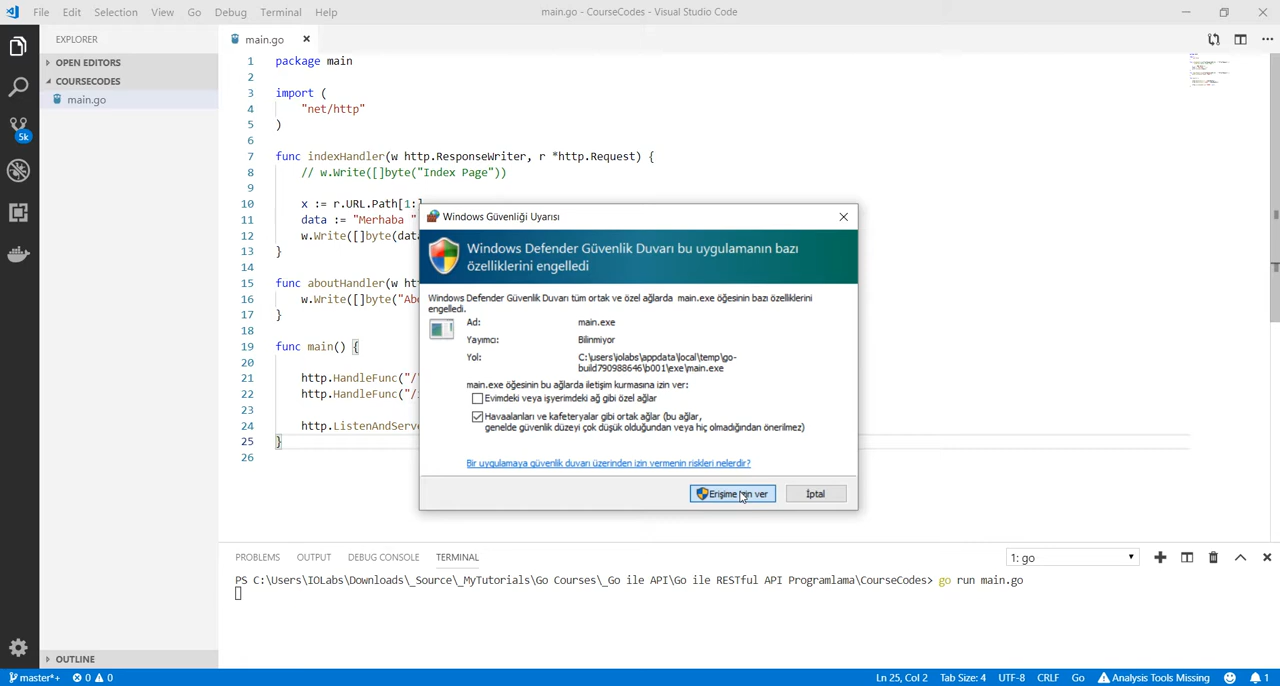 File Edit Selection View Go Debug Terminal Help
main.go - CourseCodes - Visual Studio Code
EXPLORER
OPEN EDITORS
COURSECODES
main.go
5k
OUTLINE
main.go
1 package main
2
3 import (
4 "net/http"
5 )
6
7 func indexHandler(w http.ResponseWriter, r *http.Request) {
8 // w.Write([]byte("Index Page"))
9
10 x := r.URL.Path[1:]
11 data := "Merhaba "
12 w.Write([]byte(data
13 }
14
15 func aboutHandler(w ht
16 w.Write([]byte("Abo
17 }
18
19 func main() {
20
21 http.HandleFunc("/
22 http.HandleFunc("/
23
24 http.ListenAndServe
25 }
26
Windows Güvenliği Uyarısı
Windows Defender Güvenlik Duvarı bu uygulamanın bazı
özelliklerini engelledi
Windows Defender Güvenlik Duvarı tüm ortak ve özel ağlarda main.exe öğesinin bazı özelliklerini
engelledi.
Ad: main.exe
Yayımcı: Bilinmiyor
Yol: C:\users\iolabs\appdata\local\temp\go-
build790988646\b001\exe\main.exe
main.exe öğesinin bu ağlarda iletişim kurmasına izin ver:
Evimdeki veya işyerimdeki ağ gibi özel ağlar
Havaalanları ve kafeteryalar gibi ortak ağlar (bu ağlar,
genelde güvenlik düzeyi çok düşük olduğundan veya hiç olmadığından önerilmez)
Bir uygulamaya güvenlik duvarı üzerinden izin vermenin riskleri nelerdir?
Erişime izin ver İptal
PROBLEMS OUTPUT DEBUG CONSOLE TERMINAL
1: go
PS C:\Users\IOLabs\Downloads\_Source\_MyTutorials\Go Courses\_Go ile API\Go ile RESTful API Programlama\CourseCodes> go run main.go
master*+ 0 0
Ln 25, Col 2 Tab Size: 4 UTF-8 CRLF Go Analysis Tools Missing 1